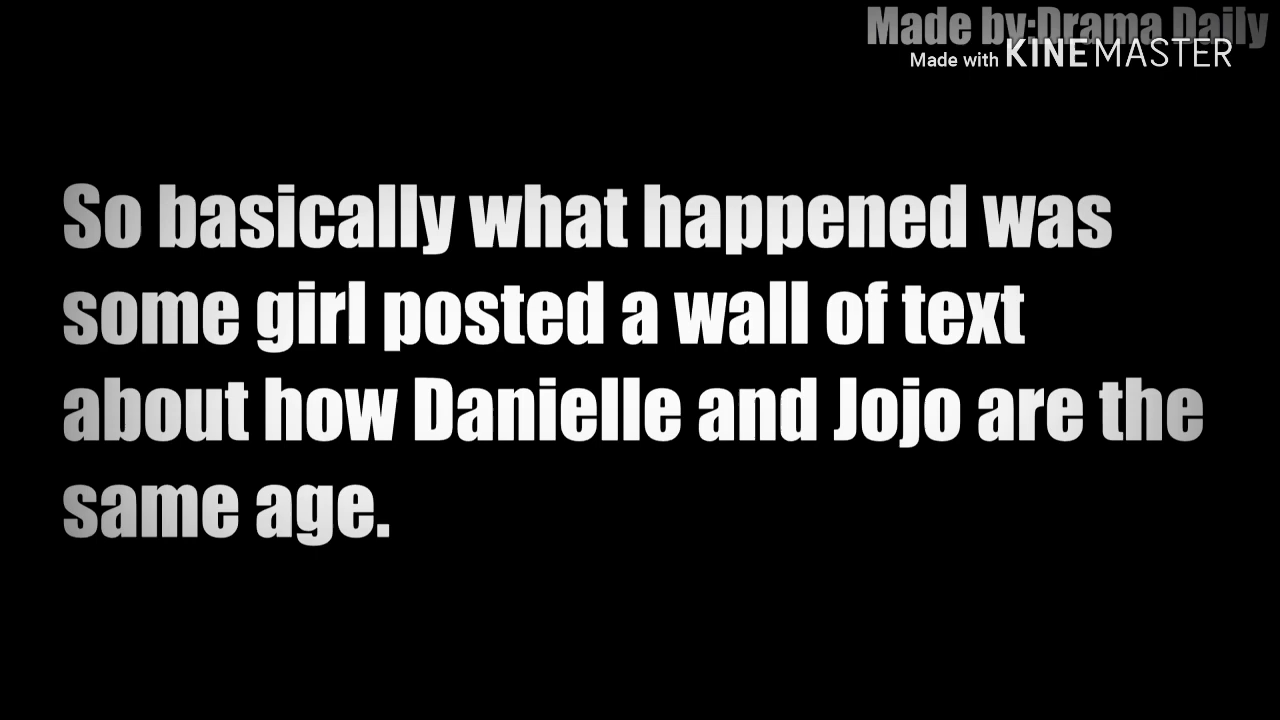 Made by:Drama Daily
Made with KINEMASTER
So basically what happened was
some girl posted a wall of text
about how Danielle and Jojo are the
same age.